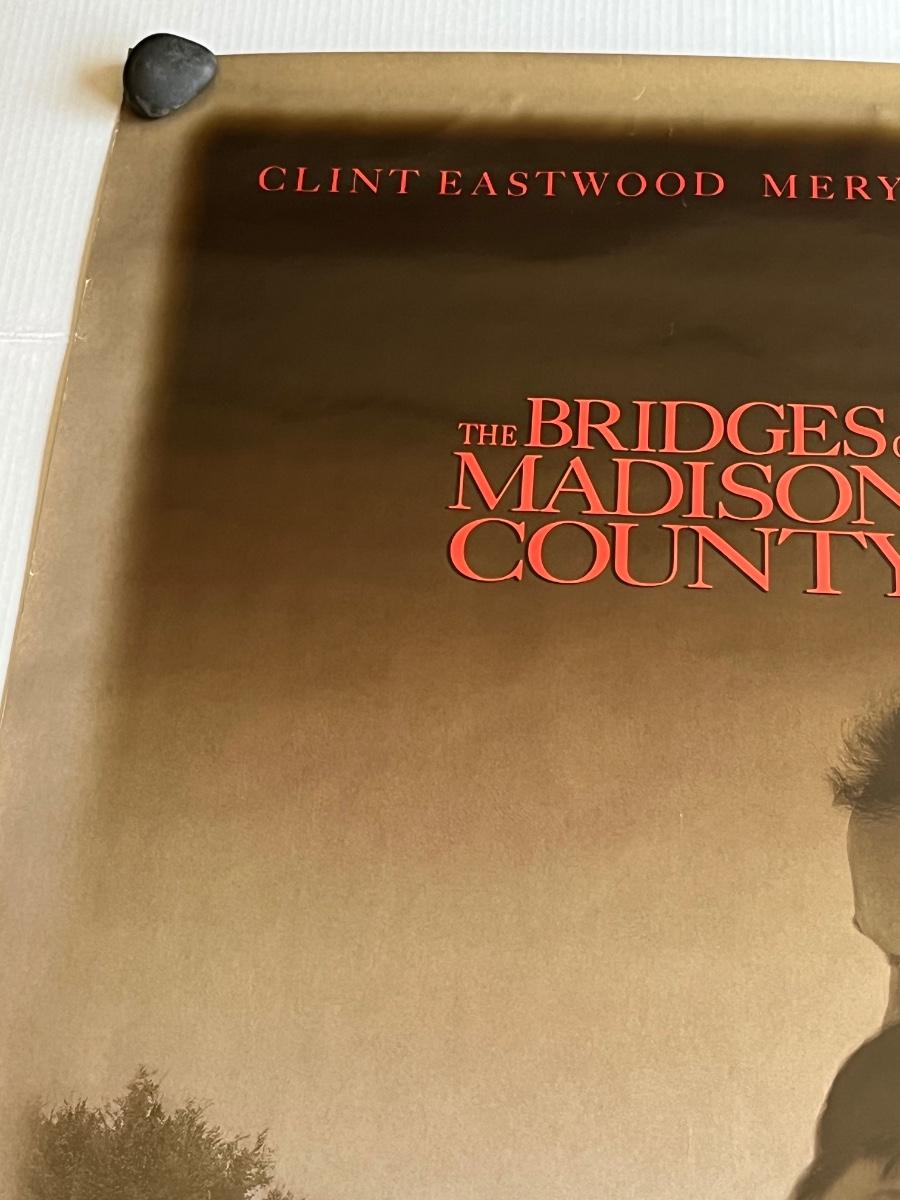 CLINT EASTWOOD MERY
THE BRIDGES
MADISON
COUNTY